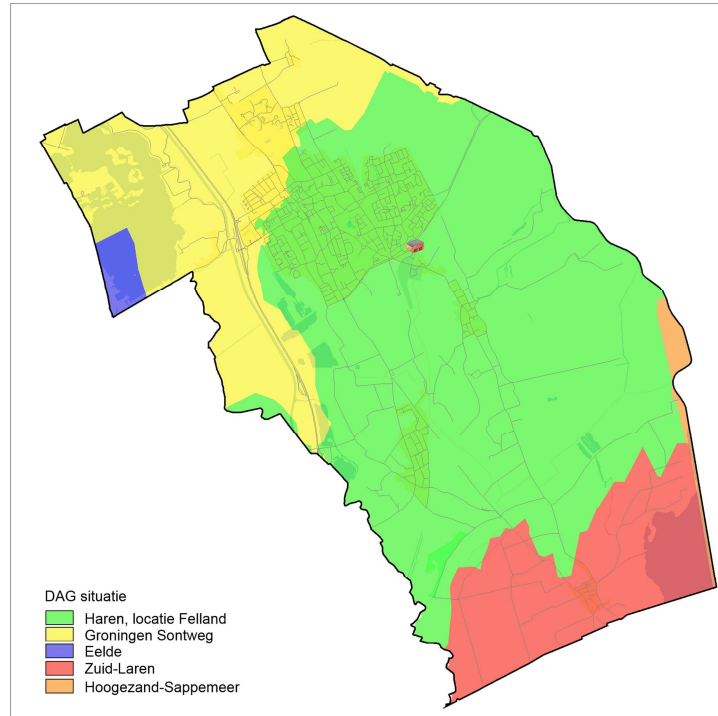 DAG situatie
Haren, locatie Felland
Groningen Sontweg
Eelde
Zuid-Laren
Hoogezand-Sappemeer